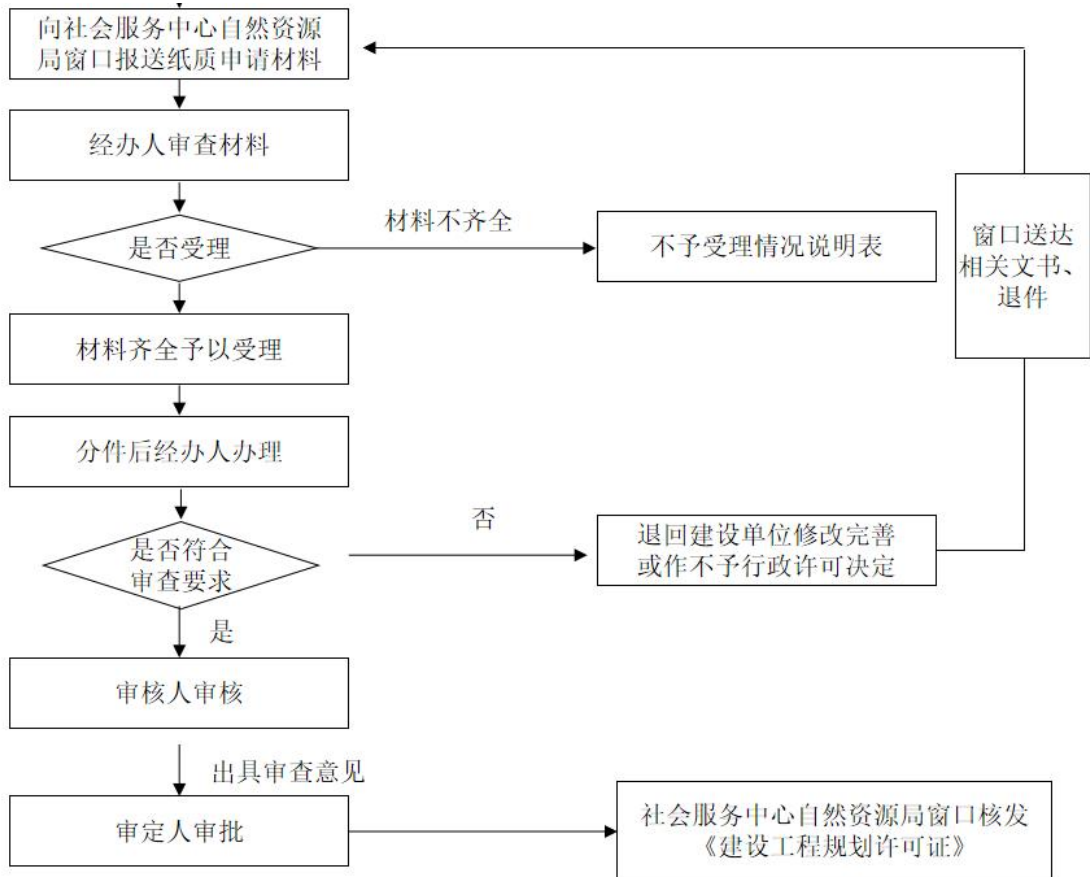 向社会服务中心自然资源
局窗口报送纸质申请材料
经办人审查材料
是否受理
材料不齐全
不予受理情况说明表
窗口送达
相关文书、
退件
材料齐全予以受理
分件后经办人办理
是否符合
审查要求
否
退回建设单位修改完善
或作不予行政许可决定
是
审核人审核
出具审查意见
审定人审批
社会服务中心自然资源局窗口核发
《建设工程规划许可证》